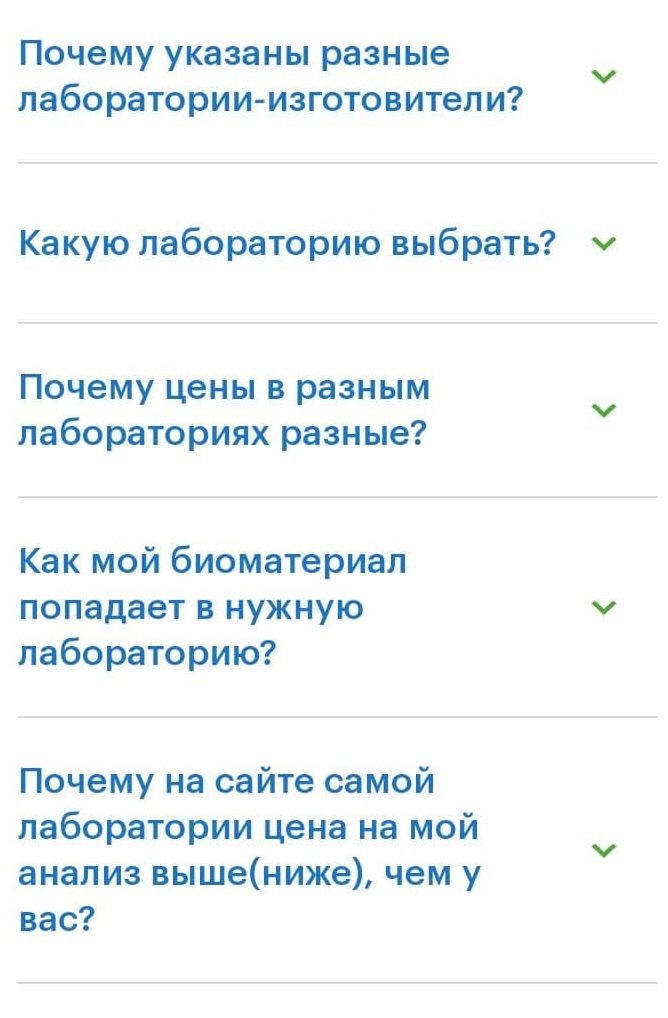 Почему указаны разные
лаборатории-изготовители?
Какую лабораторию выбрать?
Почему цены в разным
лабораториях разные?
Как мой биоматериал
попадает в нужную
лабораторию?
Почему на сайте самой
лаборатории цена на мой
анализ выше(ниже), чем у
вас?